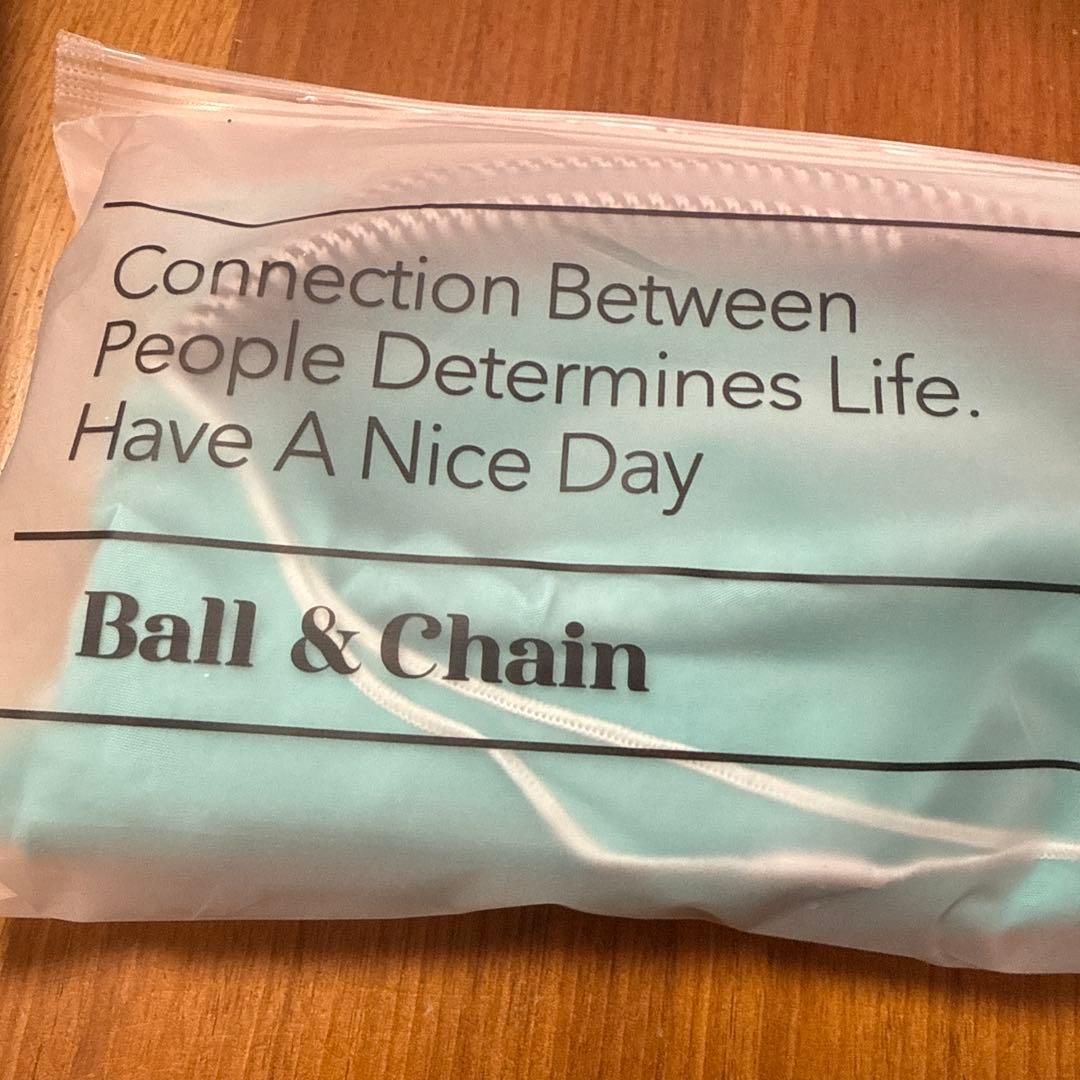 Connection Between
People Determines Life.
Have A Nice Day
Ball & Chain